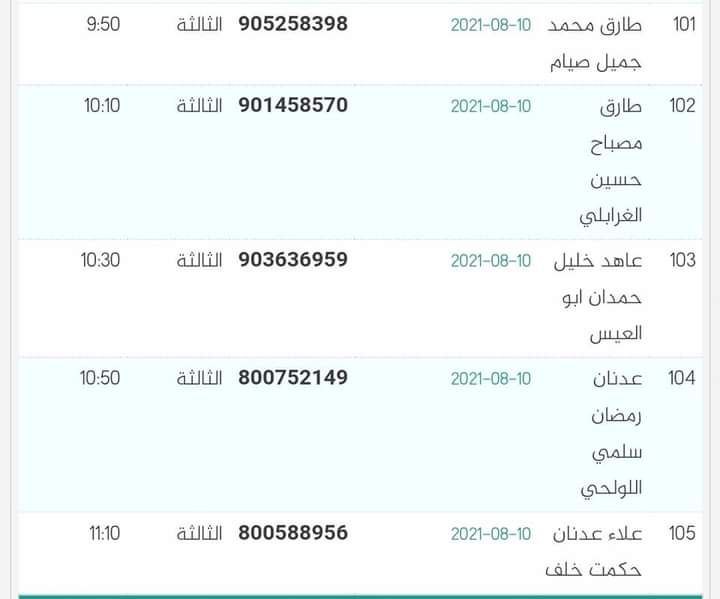 101 طارق محمد 2021-08-10 905258398 الثالثة 9:50
جميل صيام
102 طارق 2021-08-10 901458570 الثالثة 10:10
مصباح
حسين
الغرابلي
103 عاهد خليل 2021-08-10 903636959 الثالثة 10:30
حمدان ابو
العيس
104 عدنان 2021-08-10 800752149 الثالثة 10:50
رمضان
سلمي
اللولحي
105 علاء عدنان 2021-08-10 800588956 الثالثة 11:10
حكمت خلف